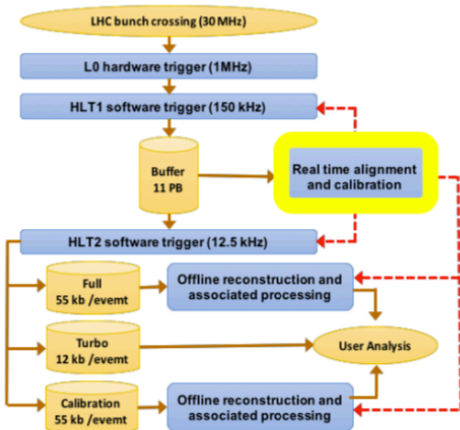 LHC bunch crossing (30 MHz)
L0 hardware trigger (1MHz)
HLT1 software trigger (150 kHz)
Buffer
11 PB
Real time alignment
and calibration
HLT2 software trigger (12.5 kHz)
Full
55 kb /evemt
Offline reconstruction and
associated processing
Turbo
12 kb /evemt
User Analysis
Calibration
55 kb /evemt
Offline reconstruction and
associated processing